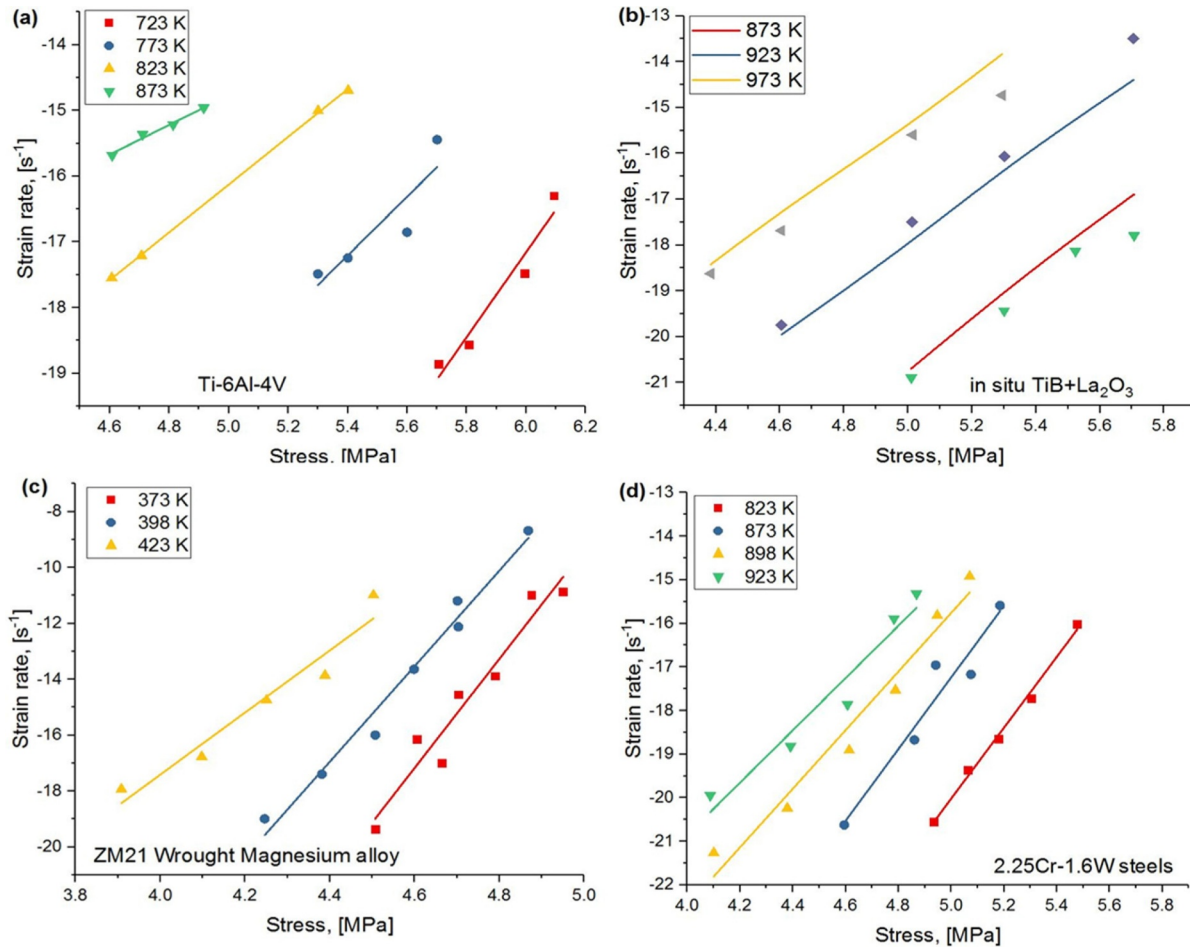 (a)
723 K
773 K
823 K
873 K
-14
-15
-16
-17
-18
-19
Strain rate, [s⁻¹]
Ti-6Al-4V
4.6 4.8 5.0 5.2 5.4 5.6 5.8 6.0 6.2
Stress, [MPa]
(b)
873 K
923 K
973 K
-13
-14
-15
-16
-17
-18
-19
-20
-21
Strain rate, [s⁻¹]
in situ TiB+La₂O₃
4.4 4.6 4.8 5.0 5.2 5.4 5.6 5.8
Stress, [MPa]
(c)
373 K
398 K
423 K
-8
-10
-12
-14
-16
-18
-20
Strain rate, [s⁻¹]
ZM21 Wrought Magnesium alloy
3.8 4.0 4.2 4.4 4.6 4.8 5.0
Stress, [MPa]
(d)
823 K
873 K
898 K
923 K
-13
-14
-15
-16
-17
-18
-19
-20
-21
-22
Strain rate, [s⁻¹]
2.25Cr-1.6W steels
4.0 4.2 4.4 4.6 4.8 5.0 5.2 5.4 5.6 5.8 6.0
Stress, [MPa]